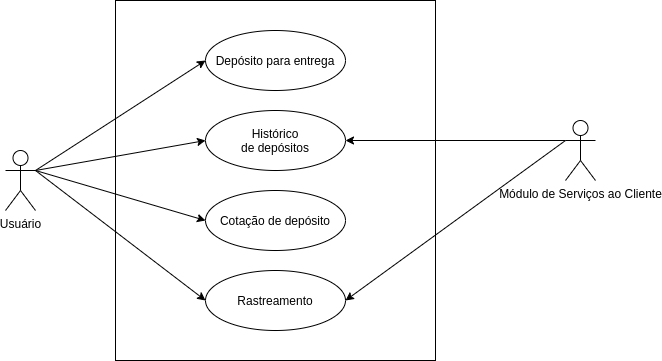 Depósito para entrega
Histórico
de depósitos
Cotação de depósito
Rastreamento
Usuário
Módulo de Serviços ao Cliente